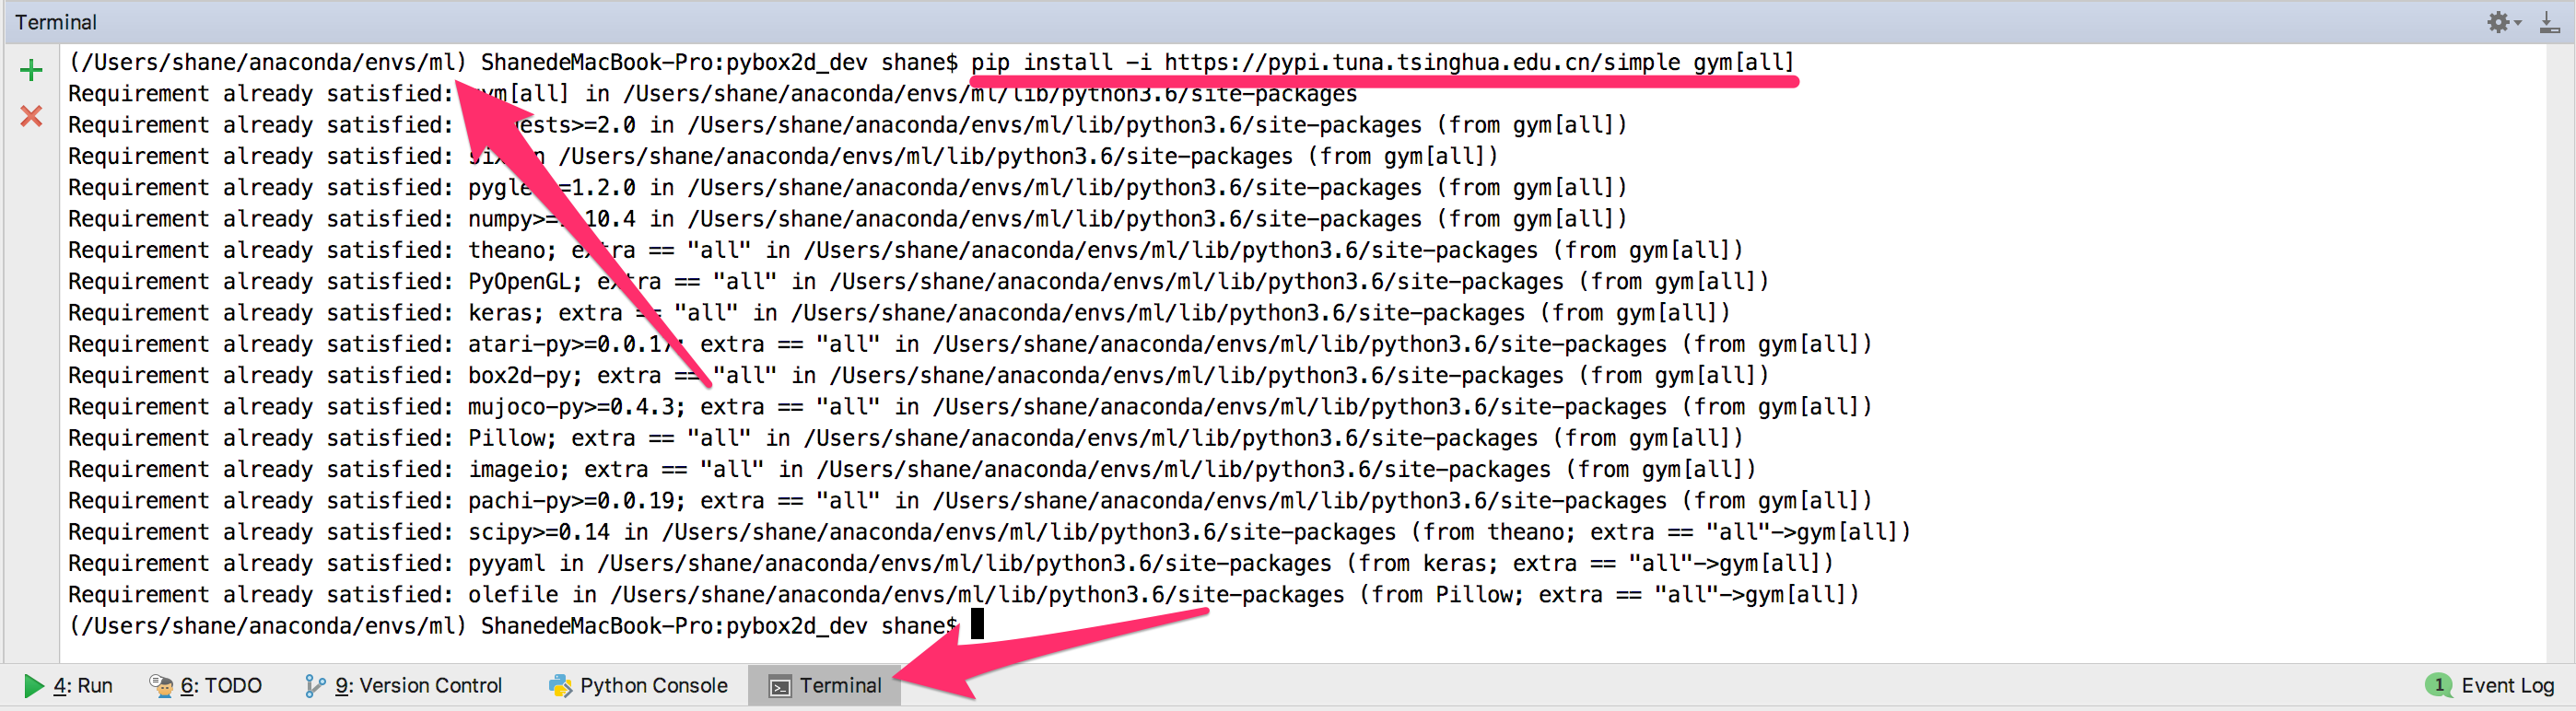 Terminal
(/Users/shane/anaconda/envs/ml) ShanedeMacBook-Pro:pybox2d_dev shane$ pip install -i https://pypi.tuna.tsinghua.edu.cn/simple gym[all]
Requirement already satisfied: gym[all] in /Users/shane/anaconda/envs/ml/lib/python3.6/site-packages
Requirement already satisfied: requests>=2.0 in /Users/shane/anaconda/envs/ml/lib/python3.6/site-packages (from gym[all])
Requirement already satisfied: six in /Users/shane/anaconda/envs/ml/lib/python3.6/site-packages (from gym[all])
Requirement already satisfied: pyglet>=1.2.0 in /Users/shane/anaconda/envs/ml/lib/python3.6/site-packages (from gym[all])
Requirement already satisfied: numpy>=1.10.4 in /Users/shane/anaconda/envs/ml/lib/python3.6/site-packages (from gym[all])
Requirement already satisfied: theano; extra == "all" in /Users/shane/anaconda/envs/ml/lib/python3.6/site-packages (from gym[all])
Requirement already satisfied: PyOpenGL; extra == "all" in /Users/shane/anaconda/envs/ml/lib/python3.6/site-packages (from gym[all])
Requirement already satisfied: keras; extra == "all" in /Users/shane/anaconda/envs/ml/lib/python3.6/site-packages (from gym[all])
Requirement already satisfied: atari-py>=0.0.17; extra == "all" in /Users/shane/anaconda/envs/ml/lib/python3.6/site-packages (from gym[all])
Requirement already satisfied: box2d-py; extra == "all" in /Users/shane/anaconda/envs/ml/lib/python3.6/site-packages (from gym[all])
Requirement already satisfied: mujoco-py>=0.4.3; extra == "all" in /Users/shane/anaconda/envs/ml/lib/python3.6/site-packages (from gym[all])
Requirement already satisfied: Pillow; extra == "all" in /Users/shane/anaconda/envs/ml/lib/python3.6/site-packages (from gym[all])
Requirement already satisfied: imageio; extra == "all" in /Users/shane/anaconda/envs/ml/lib/python3.6/site-packages (from gym[all])
Requirement already satisfied: pachi-py>=0.0.19; extra == "all" in /Users/shane/anaconda/envs/ml/lib/python3.6/site-packages (from gym[all])
Requirement already satisfied: scipy>=0.14 in /Users/shane/anaconda/envs/ml/lib/python3.6/site-packages (from theano; extra == "all"->gym[all])
Requirement already satisfied: pyyaml in /Users/shane/anaconda/envs/ml/lib/python3.6/site-packages (from keras; extra == "all"->gym[all])
Requirement already satisfied: olefile in /Users/shane/anaconda/envs/ml/lib/python3.6/site-packages (from Pillow; extra == "all"->gym[all])
(/Users/shane/anaconda/envs/ml) ShanedeMacBook-Pro:pybox2d_dev shane$
4: Run 6: TODO 9: Version Control Python Console Terminal 1 Event Log